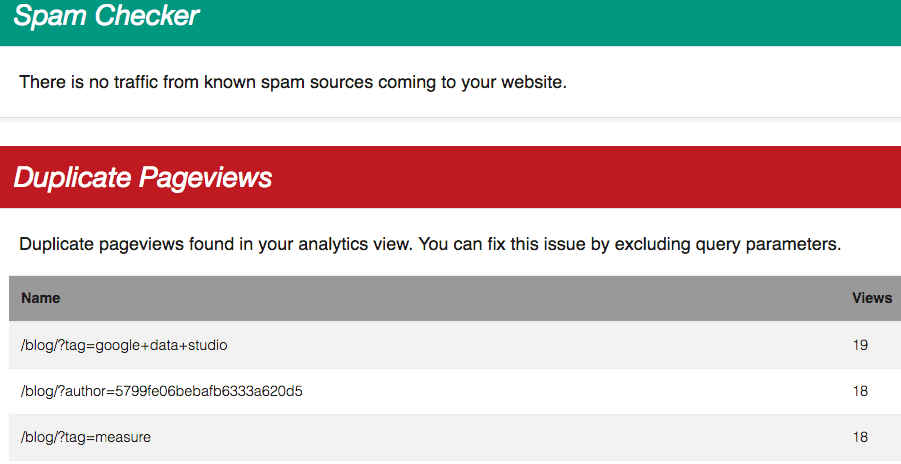 Spam Checker
There is no traffic from known spam sources coming to your website.
Duplicate Pageviews
Duplicate pageviews found in your analytics view. You can fix this issue by excluding query parameters.
Name Views
/blog/?tag=google+data+studio 19
/blog/?author=5799fe06bebafb6333a620d5 18
/blog/?tag=measure 18